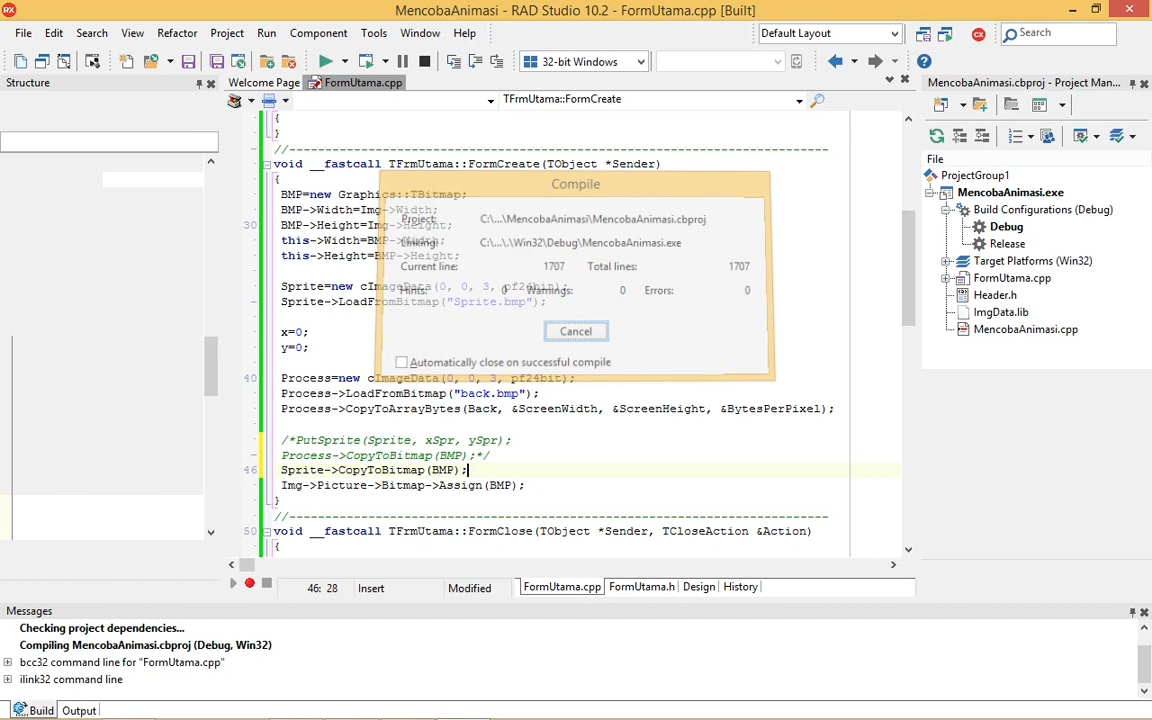 MencobaAnimasi - RAD Studio 10.2 - FormUtama.cpp [Built]
File Edit Search View Refactor Project Run Component Tools Window Help
Default Layout
Search
32-bit Windows
Structure
Welcome Page FormUtama.cpp
TFrmUtama::FormCreate
{
}
//------------------------------------------------------------------------
void __fastcall TFrmUtama::FormCreate(TObject *Sender)
{
BMP=new Graphics::TBitmap;
BMP->Width=Img->Width;
30 BMP->Height=Img->Height;
this->Width=BMP->Width;
this->Height=BMP->Height;
Sprite=new cImageData(0, 0, 3, pf24bit);
Sprite->LoadFromBitmap("Sprite.bmp");
x=0;
y=0;
40 Process=new cImageData(0, 0, 3, pf24bit);
Process->LoadFromBitmap("back.bmp");
Process->CopyToArrayBytes(Back, &ScreenWidth, &ScreenHeight, &BytesPerPixel);
/*PutSprite(Sprite, xSpr, ySpr);
Process->CopyToBitmap(BMP);*/
46 Sprite->CopyToBitmap(BMP);
Img->Picture->Bitmap->Assign(BMP);
}
//------------------------------------------------------------------------
50 void __fastcall TFrmUtama::FormClose(TObject *Sender, TCloseAction &Action)
{
Compile
Project: C:\...\MencobaAnimasi\MencobaAnimasi.cbproj
Linking: C:\...\.\Win32\Debug\MencobaAnimasi.exe
Current line: 1707 Total lines: 1707
Hints: 0 Warnings: 0 Errors: 0
Cancel
Automatically close on successful compile
46: 28 Insert Modified FormUtama.cpp FormUtama.h Design History
MencobaAnimasi.cbproj - Project Man...
File
ProjectGroup1
MencobaAnimasi.exe
Build Configurations (Debug)
Debug
Release
Target Platforms (Win32)
FormUtama.cpp
Header.h
ImgData.lib
MencobaAnimasi.cpp
Messages
Checking project dependencies...
Compiling MencobaAnimasi.cbproj (Debug, Win32)
bcc32 command line for "FormUtama.cpp"
ilink32 command line
Build Output